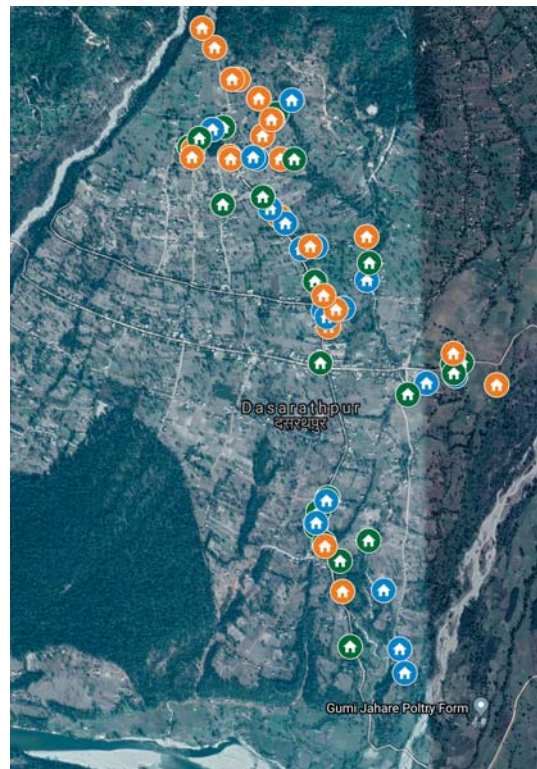 Dasarathpur
दसरथपुर
Gumi Jahare Poltry Form